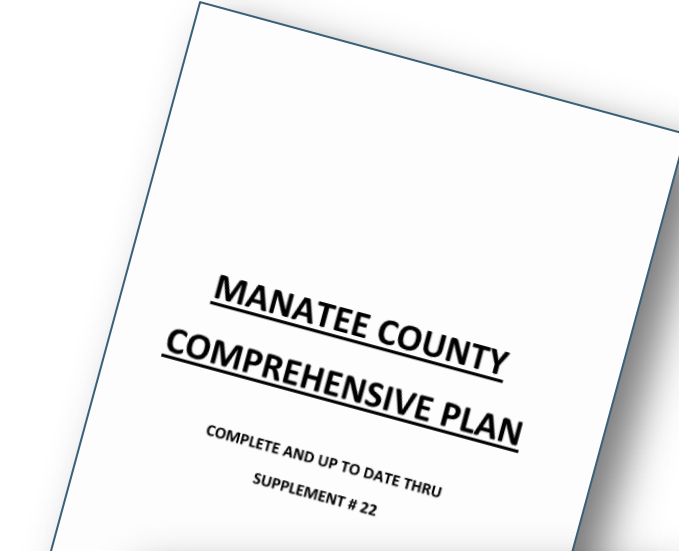 MANATEE COUNTY
COMPREHENSIVE PLAN
COMPLETE AND UP TO DATE THRU
SUPPLEMENT # 22